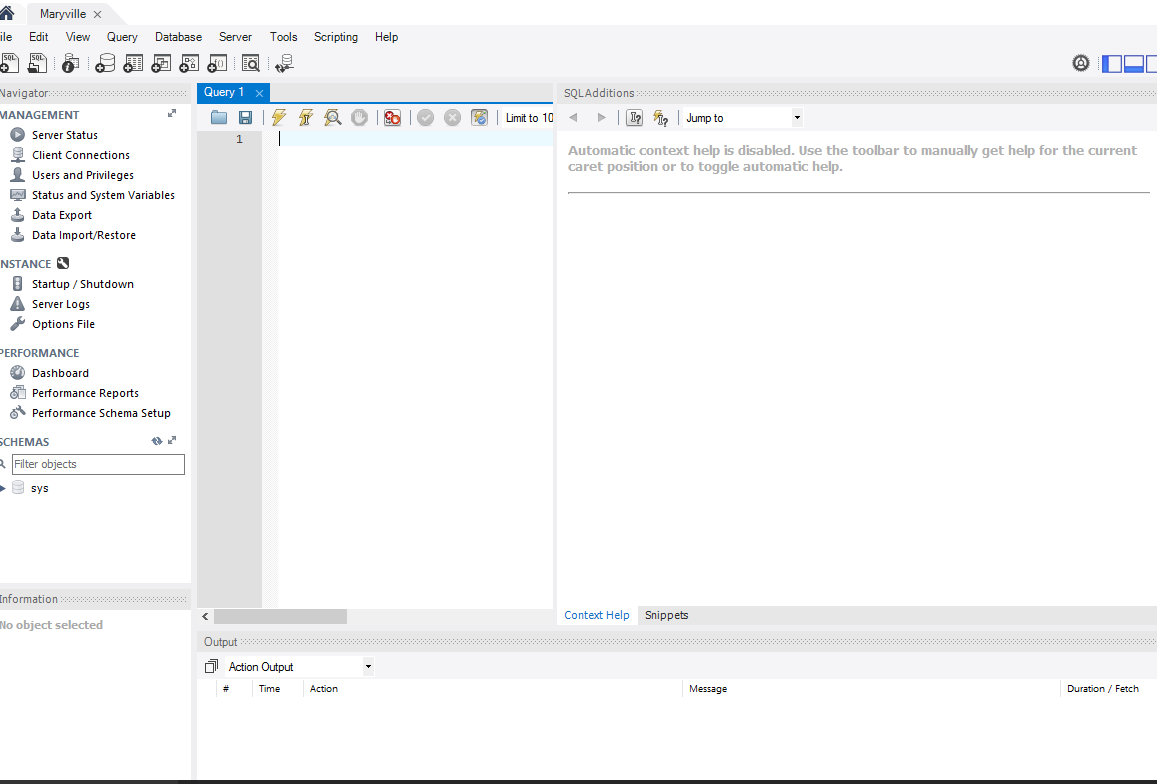 Maryville
ile Edit View Query Database Server Tools Scripting Help
Navigator
MANAGEMENT
Server Status
Client Connections
Users and Privileges
Status and System Variables
Data Export
Data Import/Restore
NSTANCE
Startup / Shutdown
Server Logs
Options File
PERFORMANCE
Dashboard
Performance Reports
Performance Schema Setup
SCHEMAS
Filter objects
sys
Information
No object selected
Query 1
Limit to 10
1
SQLAdditions
Jump to
Automatic context help is disabled. Use the toolbar to manually get help for the current
caret position or to toggle automatic help.
Context Help Snippets
Output
Action Output
# Time Action Message Duration / Fetch